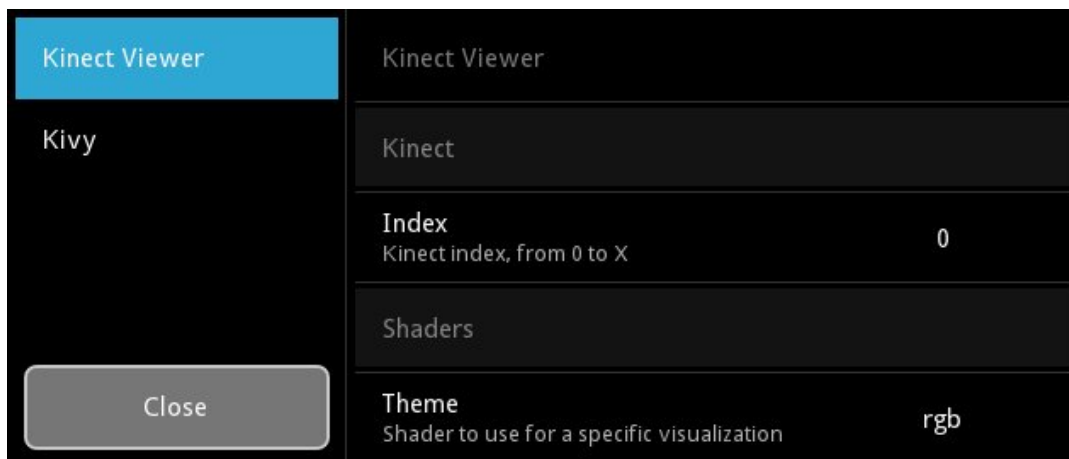 Kinect Viewer
Kivy
Close
Kinect Viewer
Kinect
Index
Kinect index, from 0 to X
0
Shaders
Theme
Shader to use for a specific visualization
rgb